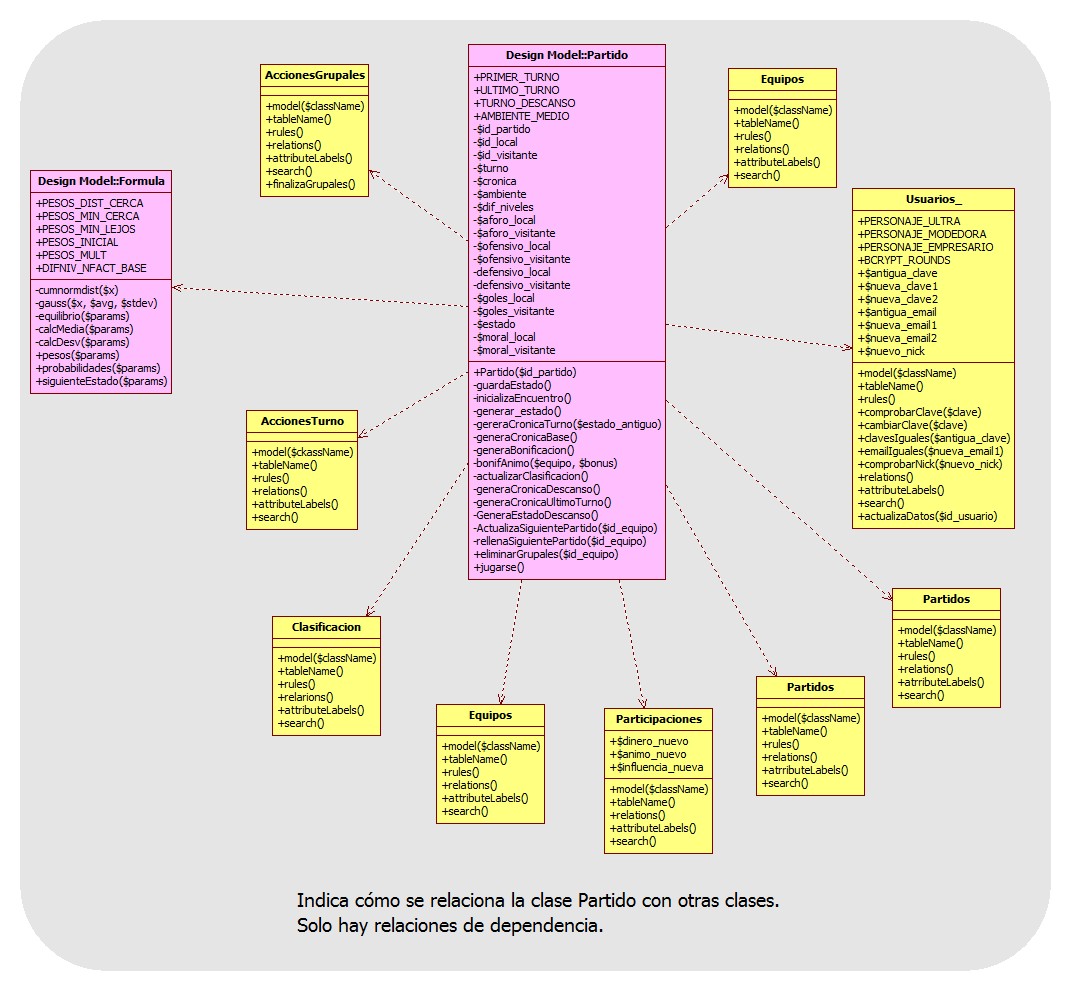 AccionesGrupales
+model($className)
+tableName()
+rules()
+relations()
+attributeLabels()
+search()
+finalizaGrupales()
Design Model::Partido
+PRIMER_TURNO
+ULTIMO_TURNO
+TURNO_DESCANSO
+AMBIENTE_MEDIO
-$id_partido
-$id_local
-$id_visitante
-$turno
-$cronica
-$ambiente
-$dif_niveles
-$aforo_local
-$aforo_visitante
-$ofensivo_local
-$ofensivo_visitante
-defensivo_local
-defensivo_visitante
-$goles_local
-$goles_visitante
-$estado
-$moral_local
-$moral_visitante
+Partido($id_partido)
-guardaEstado()
-inicializaEncuentro()
-generar_estado()
-gereraCronicaTurno($estado_antiguo)
-generaCronicaBase()
-generaBonificacion()
-bonifAnimo($equipo, $bonus)
-actualizarClasificacion()
-generaCronicaDescanso()
-generaCronicaUltimoTurno()
-GeneraEstadoDescanso()
-ActualizaSiguientePartido($id_equipo)
-rellenaSiguientePartido($id_equipo)
+eliminarGrupales($id_equipo)
+jugarse()
Equipos
+model($className)
+tableName()
+rules()
+relations()
+attributeLabels()
+search()
Design Model::Formula
+PESOS_DIST_CERCA
+PESOS_MIN_CERCA
+PESOS_MIN_LEJOS
+PESOS_INICIAL
+PESOS_MULT
+DIFNIV_NFACT_BASE
-cumnormdist($x)
-gauss($x, $avg, $stdev)
-equilibrio($params)
-calcMedia($params)
-calcDesv($params)
+pesos($params)
+probabilidades($params)
+siguienteEstado($params)
Usuarios_
+PERSONAJE_ULTRA
+PERSONAJE_MODEDORA
+PERSONAJE_EMPRESARIO
+BCRYPT_ROUNDS
+$antigua_clave
+$nueva_clave1
+$nueva_clave2
+$antigua_email
+$nueva_email1
+$nueva_email2
+$nuevo_nick
+model($className)
+tableName()
+rules()
+comprobarClave($clave)
+cambiarClave($clave)
+clavesIguales($antigua_clave)
+emailIguales($nueva_email1)
+comprobarNick($nuevo_nick)
+relations()
+attributeLabels()
+search()
+actualizaDatos($id_usuario)
AccionesTurno
+model($ckassName)
+tableName()
+rules()
+relations()
+attributeLabels()
+search()
Clasificacion
+model($className)
+tableName()
+rules()
+relarions()
+attributeLabels()
+search()
Equipos
+model($className)
+tableName()
+rules()
+relations()
+attributeLabels()
+search()
Participaciones
+$dinero_nuevo
+$animo_nuevo
+$influencia_nueva
+model($className)
+tableName()
+relations()
+attributeLabels()
+search()
Partidos
+model($className)
+tableName()
+rules()
+relations()
+atrributeLabels()
+search()
Partidos
+model($className)
+tableName()
+rules()
+relations()
+atrributeLabels()
+search()
Indica cómo se relaciona la clase Partido con otras clases.
Solo hay relaciones de dependencia.